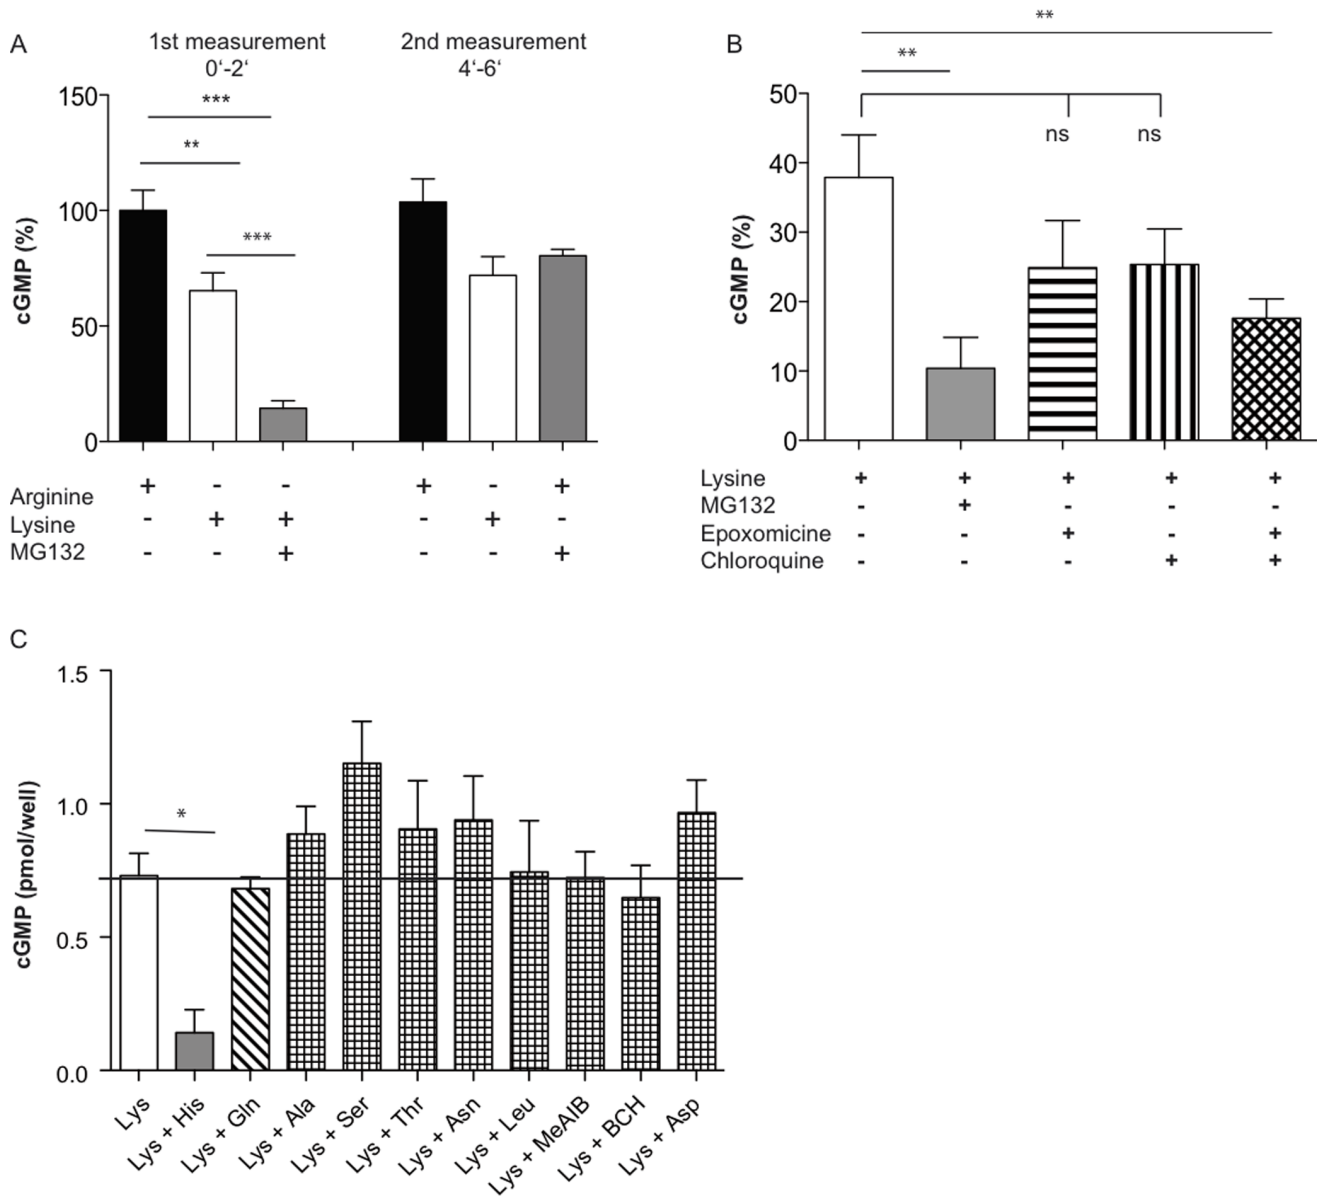 A
1st measurement
0'-2'
2nd measurement
4'-6'
cGMP (%)
150
100
50
0
***
**
***
Arginine + - - + - +
Lysine - + + - + -
MG132 - - + - - +
B
**
**
ns ns
cGMP (%)
50
40
30
20
10
0
Lysine + + + + +
MG132 - + - - -
Epoxomicine - - + - +
Chloroquine - - - + +
C
cGMP (pmol/well)
1.5
1.0
0.5
0.0
*
Lys
Lys + His
Lys + Gln
Lys + Ala
Lys + Ser
Lys + Thr
Lys + Asn
Lys + Leu
Lys + MeAIB
Lys + BCH
Lys + Asp